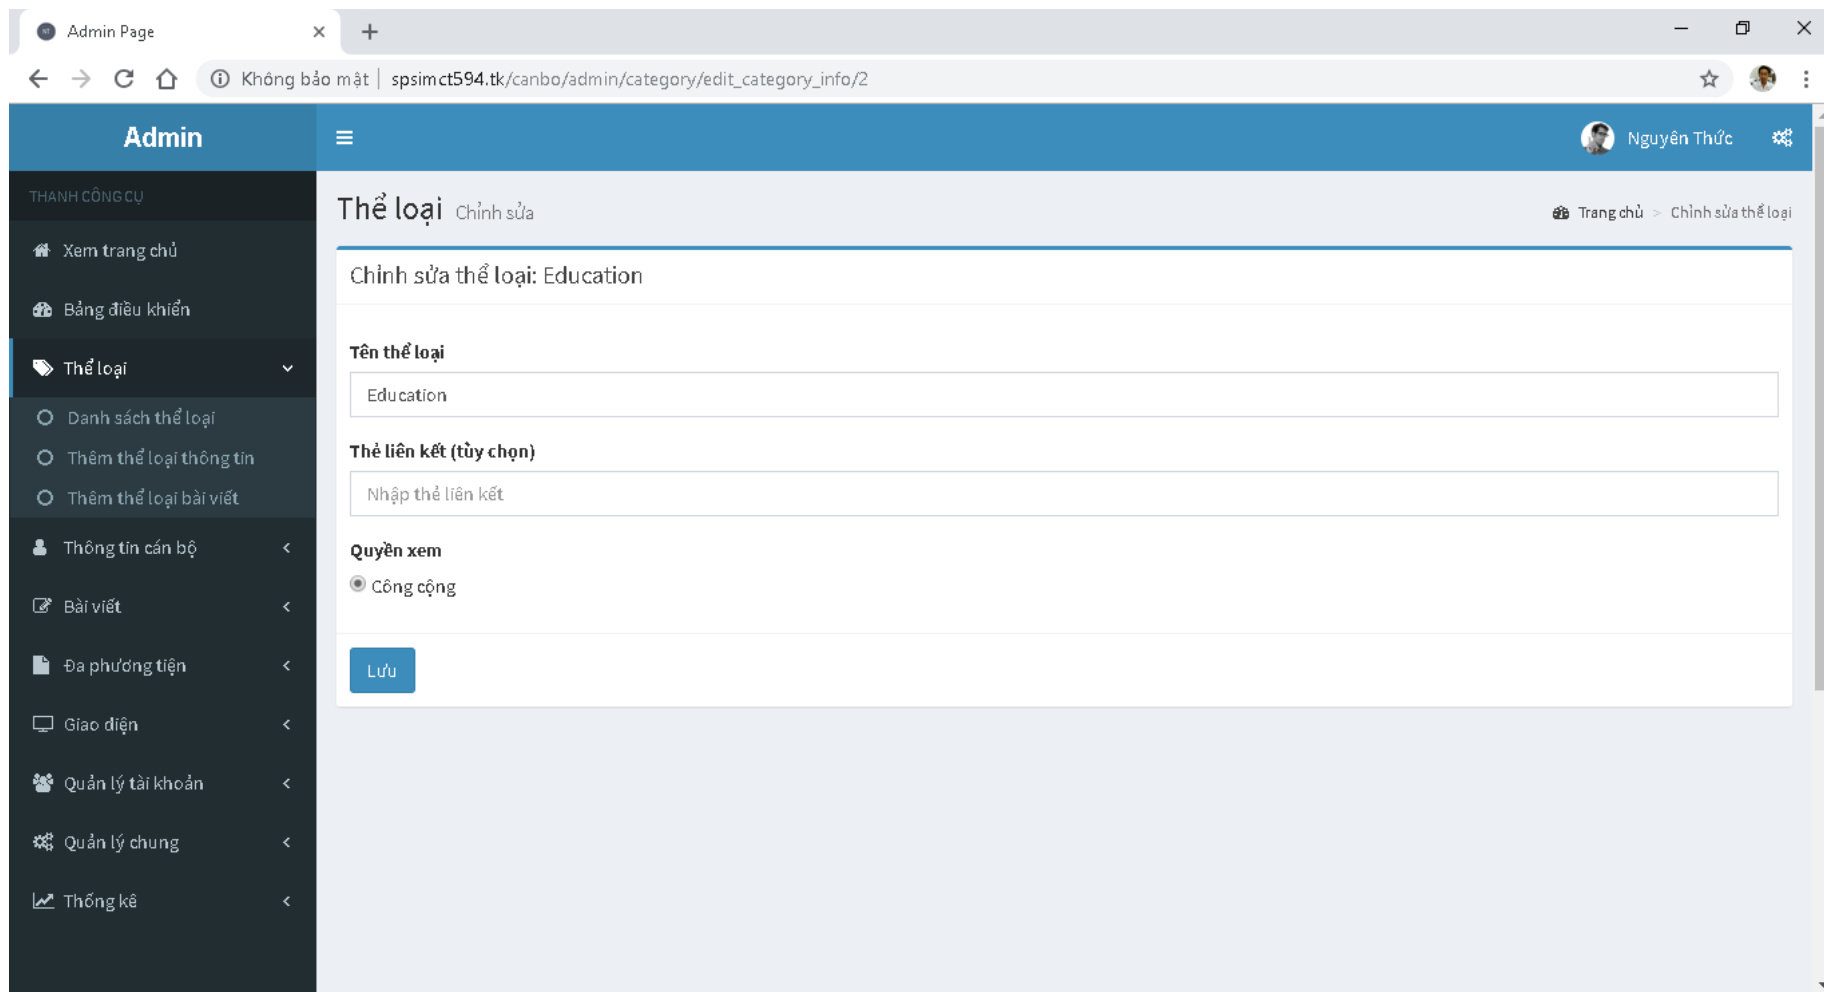 Admin Page
Không bảo mật | spsimct594.tk/canbo/admin/category/edit_category_info/2
Admin
Nguyên Thức
THANH CÔNG CỤ
Xem trang chủ
Bảng điều khiển
Thể loại
Danh sách thể loại
Thêm thể loại thông tin
Thêm thể loại bài viết
Thông tin cán bộ
Bài viết
Đa phương tiện
Giao diện
Quản lý tài khoản
Quản lý chung
Thống kê
Thể loại Chỉnh sửa
Trang chủ > Chỉnh sửa thể loại
Chỉnh sửa thể loại: Education
Tên thể loại
Education
Thẻ liên kết (tùy chọn)
Nhập thẻ liên kết
Quyền xem
Công cộng
Lưu